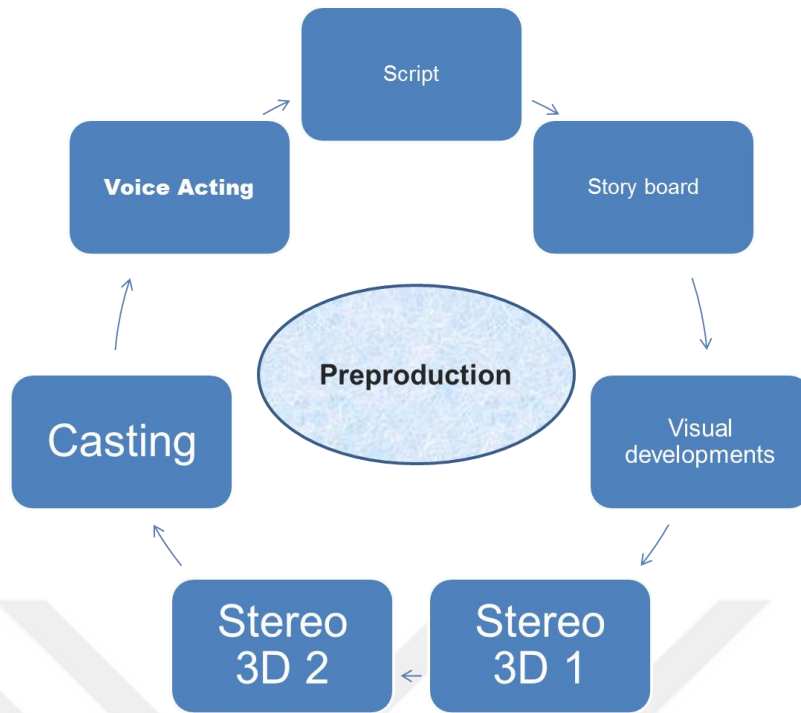 Script
Story board
Visual
developments
Stereo
3D 1
Stereo
3D 2
Casting
Voice Acting
Preproduction